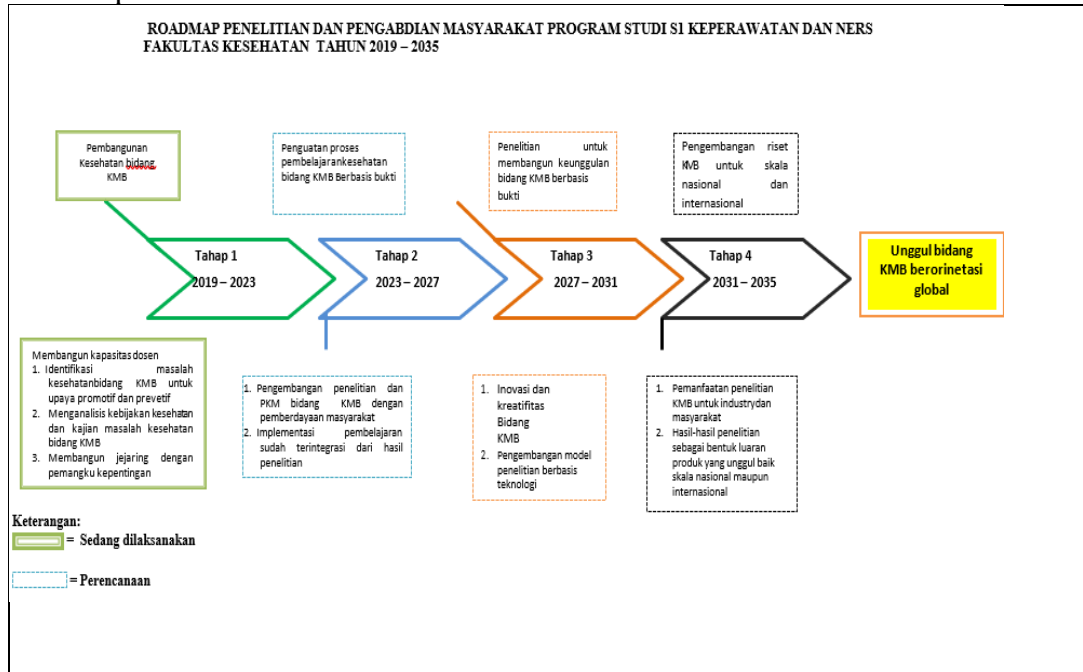 ROADMAP PENELITIAN DAN PENGABDIAN MASYARAKAT PROGRAM STUDI S1 KEPERAWATAN DAN NERS
FAKULTAS KESEHATAN TAHUN 2019 – 2035
Pembangunan
Kesehatan bidang
KMB
Penguatan proses
pembelajarankesehatan
bidang KMB Berbasis bukti
Penelitian untuk
membangun keunggulan
bidang KMB berbasis
bukti
Pengembangan riset
KMB untuk skala
nasional dan
internasional
Tahap 1
2019 – 2023
Tahap 2
2023 – 2027
Tahap 3
2027 – 2031
Tahap 4
2031 – 2035
Unggul bidang
KMB berorinetasi
global
Membangun kapasitas dosen
1. Identifikasi masalah
kesehatanbidang KMB untuk
upaya promotif dan prevetif
2. Menganalisis kebijakan kesehatan
dan kajian masalah kesehatan
bidang KMB
3. Membangun jejaring dengan
pemangku kepentingan
1. Pengembangan penelitian dan
PKM bidang KMB dengan
pemberdayaan masyarakat
2. Implementasi pembelajaran
sudah terintegrasi dari hasil
penelitian
1. Inovasi dan
kreatifitas
Bidang
KMB
2. Pengembangan model
penelitian berbasis
teknologi
1. Pemanfaatan penelitian
KMB untuk industrydan
masyarakat
2. Hasil-hasil penelitian
sebagai bentuk luaran
produk yang unggul baik
skala nasional maupun
internasional
Keterangan:
= Sedang dilaksanakan
= Perencanaan